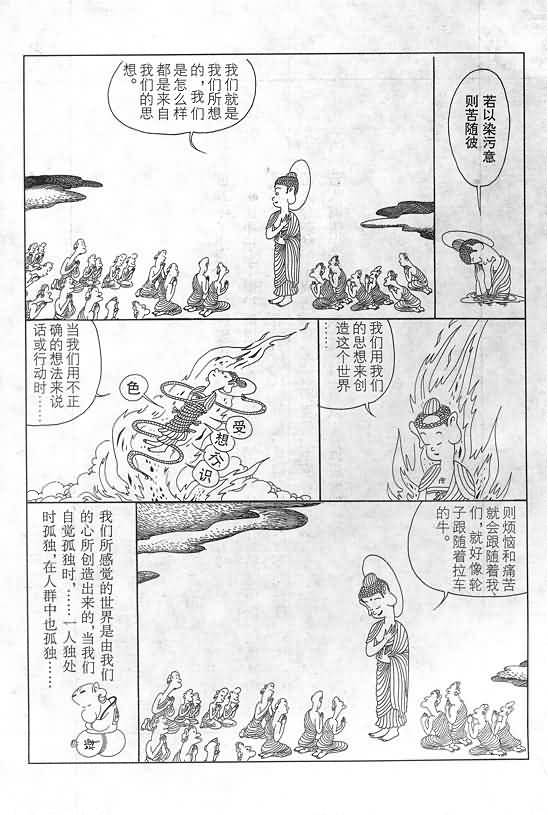 若以染污意
则苦随彼
我们就是
我们所想
的，我们
是怎么样
都是来自
我们的思
想。
我们用我们
的思想来创
造这个世界
当我们用不正
确的想法来说
话或行动时……
色
受
想
行
识
则烦恼和痛苦
就会跟随着我
们，就好像轮
子跟随着拉车
的牛。
我们所感觉的世界是由我们
的心所创造出来的，当我们
自觉孤独时，……一人独处
时孤独，在人群中也孤独……